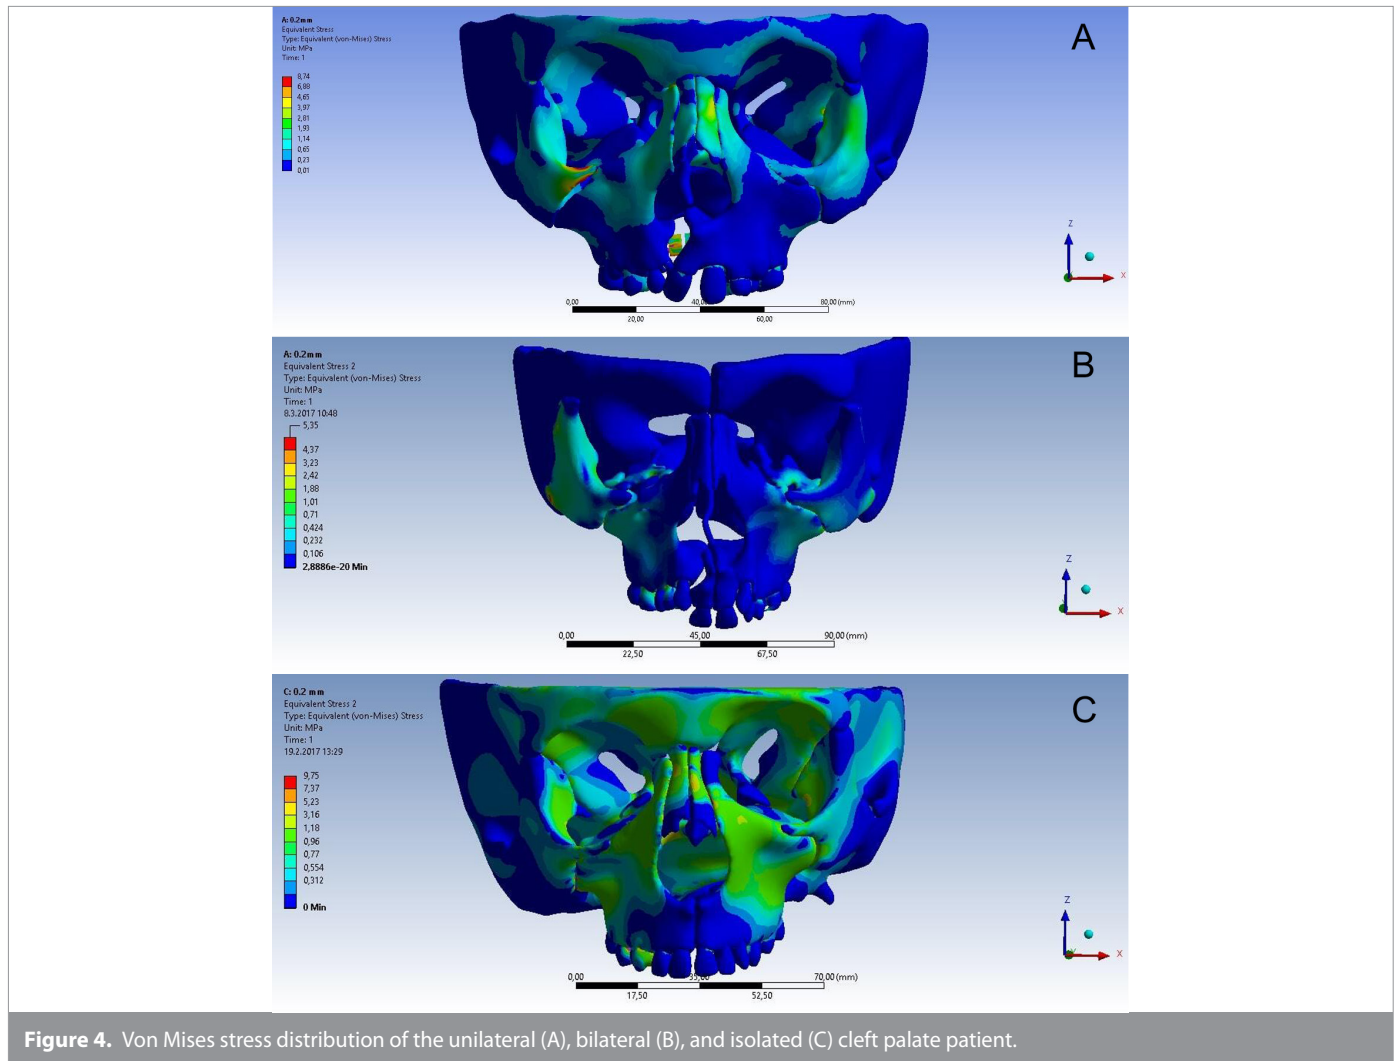 A: 0.2mm
Equivalent Stress
Type: Equivalent (von-Mises) Stress
Unit: MPa
Time: 1
8,74
6,88
4,65
3,97
2,81
1,93
1,14
0,65
0,23
0,01
A
Z
X
0,00 40,00 80,00 (mm)
20,00 60,00
A: 0.2mm
Equivalent Stress 2
Type: Equivalent (von-Mises) Stress
Unit: MPa
Time: 1
8.3.2017 10:48
5,35
4,37
3,23
2,42
1,88
1,01
0,71
0,424
0,232
0,106
2,8886e-20 Min
B
Z
X
0,00 45,00 90,00 (mm)
22,50 67,50
C: 0.2 mm
Equivalent Stress 2
Type: Equivalent (von-Mises) Stress
Unit: MPa
Time: 1
19.2.2017 13:29
9,75
7,37
5,23
3,16
1,18
0,96
0,77
0,554
0,312
0 Min
C
Z
X
0,00 35,00 70,00 (mm)
17,50 52,50
Figure 4. Von Mises stress distribution of the unilateral (A), bilateral (B), and isolated (C) cleft palate patient.